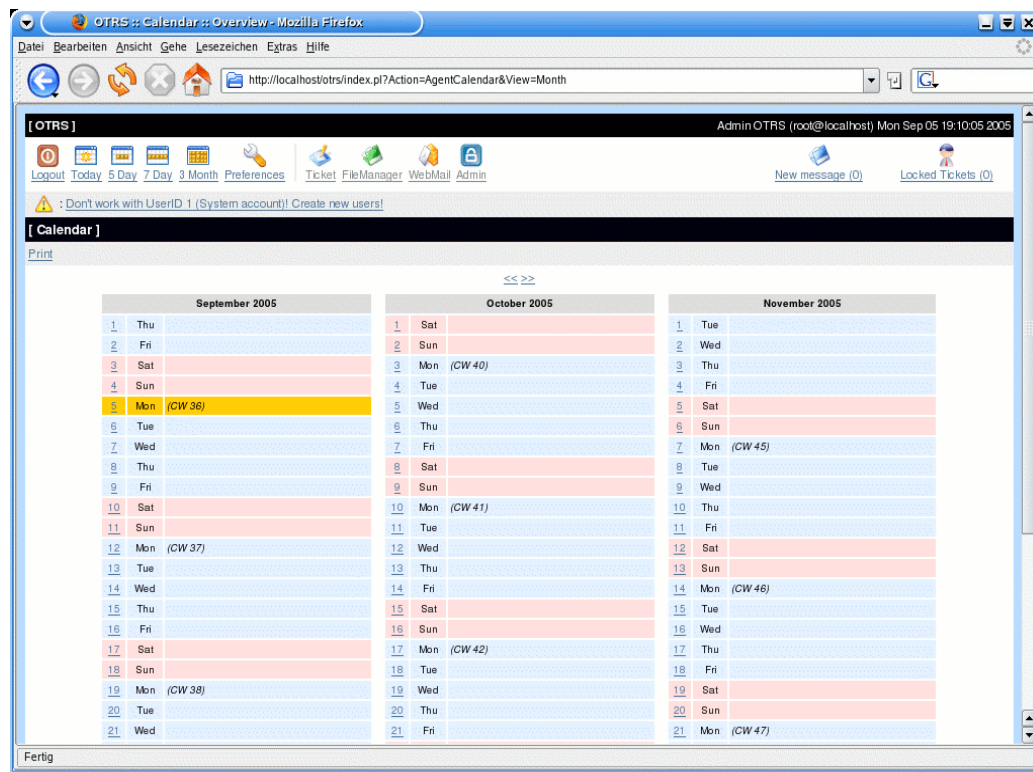 OTRS :: Calendar :: Overview - Mozilla Firefox
Datei Bearbeiten Ansicht Gehe Lesezeichen Extras Hilfe
http://localhost/otrs/index.pl?Action=AgentCalendar&View=Month
G
[ OTRS ] Admin OTRS (root@localhost) Mon Sep 05 19:10:05 2005
Logout Today 5 Day 7 Day 3 Month Preferences Ticket FileManager WebMail Admin New message (0) Locked Tickets (0)
: Don't work with UserID 1 (System account)! Create new users!
[ Calendar ]
Print
<< >>
September 2005 October 2005 November 2005
1 Thu 1 Sat 1 Tue
2 Fri 2 Sun 2 Wed
3 Sat 3 Mon (CW 40) 3 Thu
4 Sun 4 Tue 4 Fri
5 Mon (CW 36) 5 Wed 5 Sat
6 Tue 6 Thu 6 Sun
7 Wed 7 Fri 7 Mon (CW 45)
8 Thu 8 Sat 8 Tue
9 Fri 9 Sun 9 Wed
10 Sat 10 Mon (CW 41) 10 Thu
11 Sun 11 Tue 11 Fri
12 Mon (CW 37) 12 Wed 12 Sat
13 Tue 13 Thu 13 Sun
14 Wed 14 Fri 14 Mon (CW 46)
15 Thu 15 Sat 15 Tue
16 Fri 16 Sun 16 Wed
17 Sat 17 Mon (CW 42) 17 Thu
18 Sun 18 Tue 18 Fri
19 Mon (CW 38) 19 Wed 19 Sat
20 Tue 20 Thu 20 Sun
21 Wed 21 Fri 21 Mon (CW 47)
Fertig